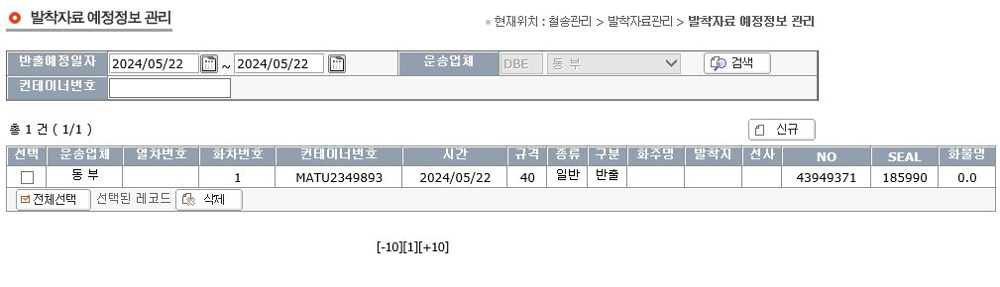 발착자료 예정정보 관리
현재위치 : 철송관리 > 발착자료관리 > 발착자료 예정정보 관리
반출예정일자 2024/05/22 ~ 2024/05/22 운송업체 DBE 동 부 검색
컨테이너번호
총 1 건 ( 1/1 ) 신규
선택 운송업체 열차번호 화차번호 컨테이너번호 시간 규격 종류 구분 화주명 발착지 선사 NO SEAL 화물명
동 부 1 MATU2349893 2024/05/22 40 일반 반출 43949371 185990 0.0
전체선택 선택된 레코드 삭제
[-10][1][+10]